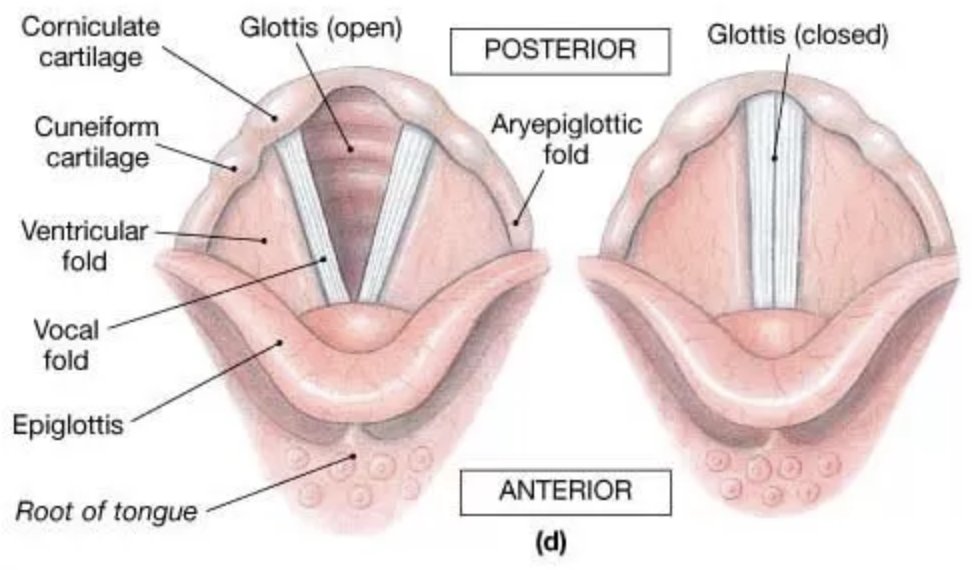 Corniculate
cartilage
Glottis (open)
POSTERIOR
Glottis (closed)
Cuneiform
cartilage
Aryepiglottic
fold
Ventricular
fold
Vocal
fold
Epiglottis
Root of tongue
ANTERIOR
(d)